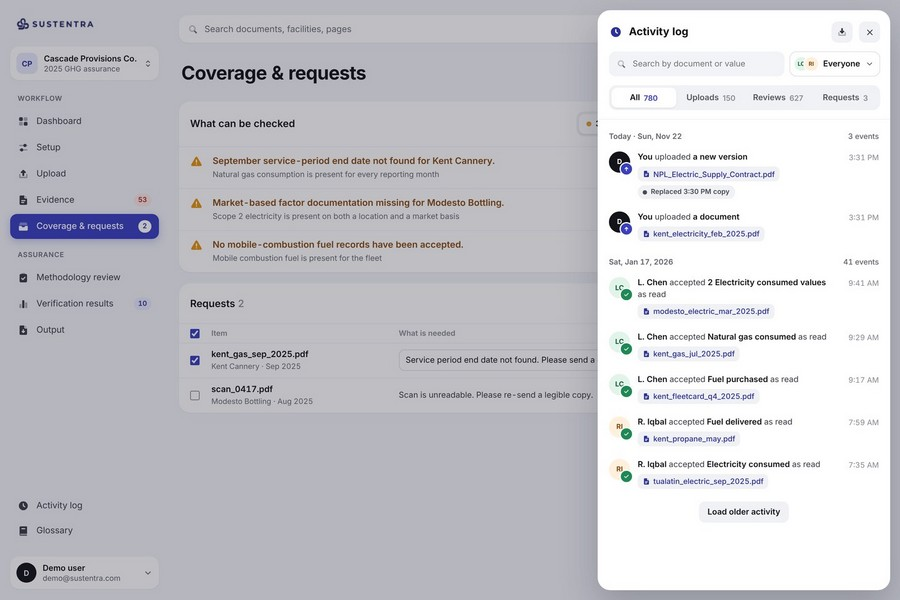 SUSTENTRA
CP
Cascade Provisions Co.
2025 GHG assurance
WORKFLOW
Dashboard
Setup
Upload
Evidence 53
Coverage & requests 2
ASSURANCE
Methodology review
Verification results 10
Output
Activity log
Glossary
D
Demo user
demo@sustentra.com
Search documents, facilities, pages
Coverage & requests
What can be checked
September service-period end date not found for Kent Cannery.
Natural gas consumption is present for every reporting month
Market-based factor documentation missing for Modesto Bottling.
Scope 2 electricity is present on both a location and a market basis
No mobile-combustion fuel records have been accepted.
Mobile combustion fuel is present for the fleet
Requests 2
Item What is needed
kent_gas_sep_2025.pdf
Kent Cannery · Sep 2025
Service period end date not found. Please send a
scan_0417.pdf
Modesto Bottling · Aug 2025
Scan is unreadable. Please re-send a legible copy.
Activity log
Search by document or value
LC RI Everyone
All 780 Uploads 150 Reviews 627 Requests 3
Today · Sun, Nov 22 3 events
D
You uploaded a new version 3:31 PM
NPL_Electric_Supply_Contract.pdf
Replaced 3:30 PM copy
D
You uploaded a document 3:31 PM
kent_electricity_feb_2025.pdf
Sat, Jan 17, 2026 41 events
LC
L. Chen accepted 2 Electricity consumed values 9:41 AM
as read
modesto_electric_mar_2025.pdf
LC
L. Chen accepted Natural gas consumed as read 9:29 AM
kent_gas_jul_2025.pdf
LC
L. Chen accepted Fuel purchased as read 9:17 AM
kent_fleetcard_q4_2025.pdf
RI
R. Iqbal accepted Fuel delivered as read 7:59 AM
kent_propane_may.pdf
RI
R. Iqbal accepted Electricity consumed as read 7:35 AM
tualatin_electric_sep_2025.pdf
Load older activity